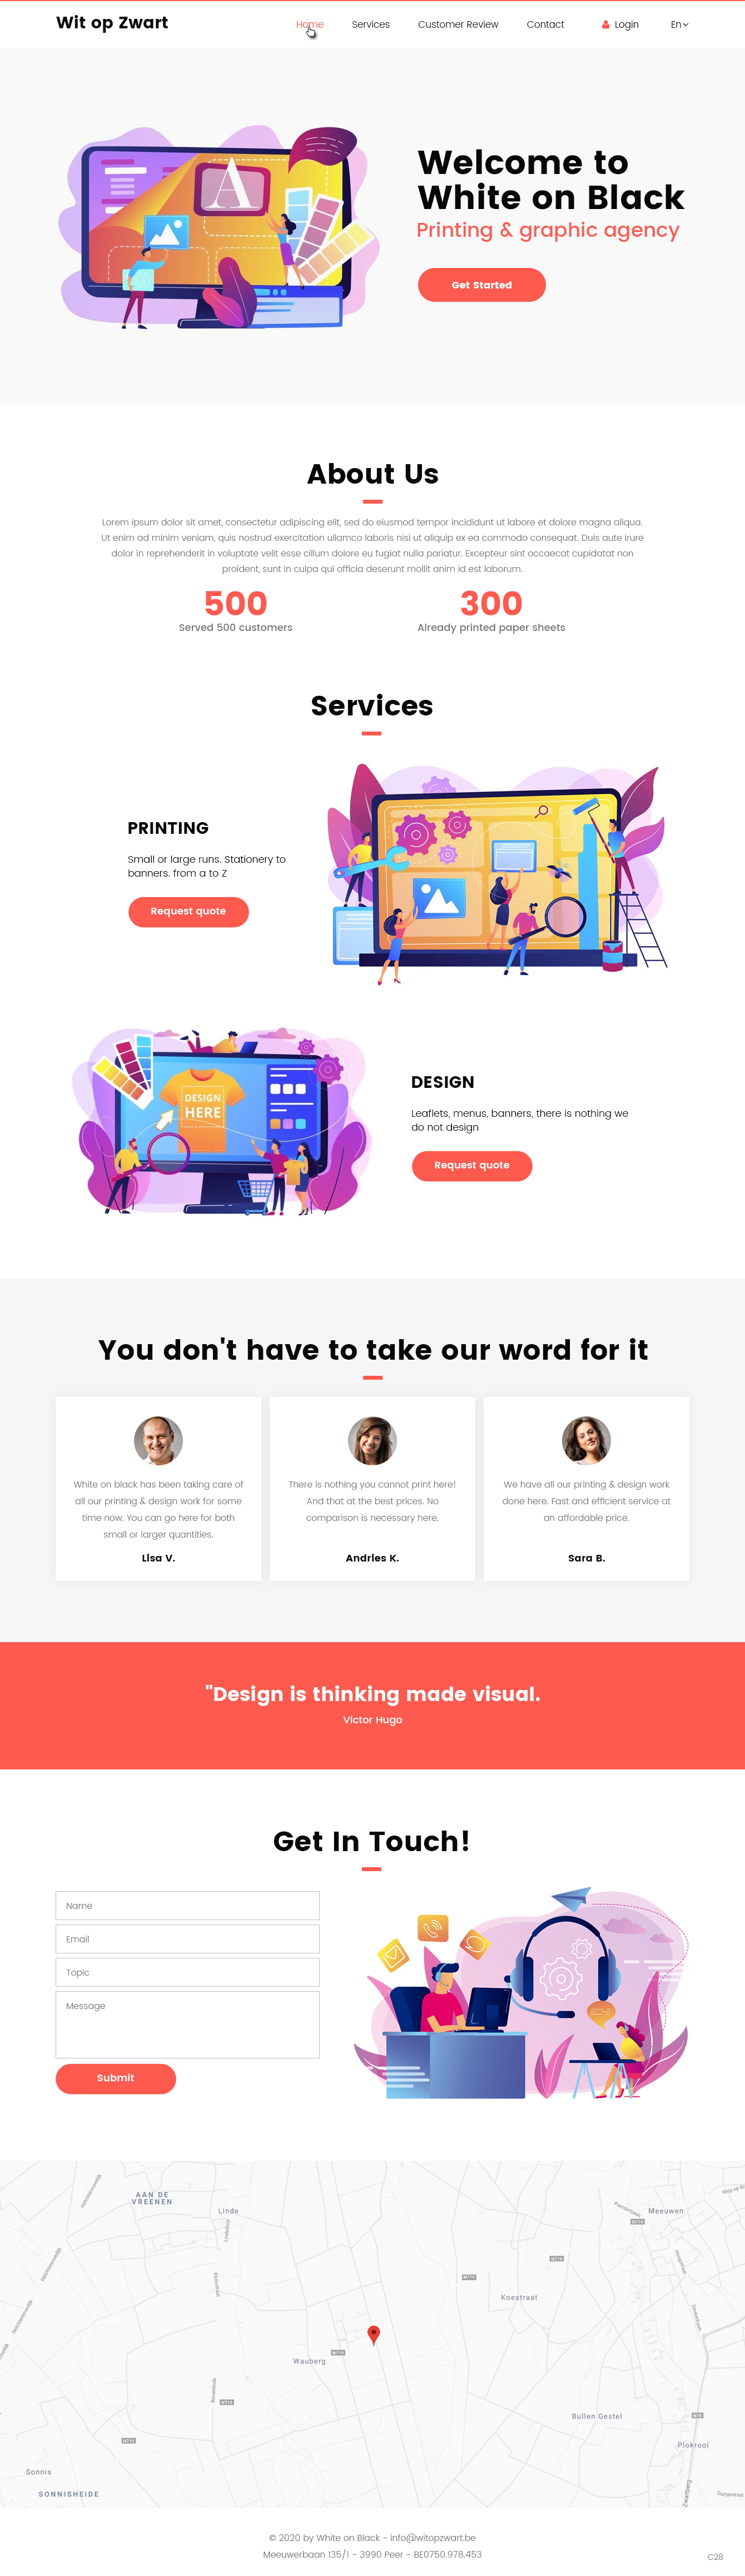 Wit op Zwart
Home Services Customer Review Contact Login En
A
Welcome to
White on Black
Printing & graphic agency
Get Started
About Us
Lorem ipsum dolor sit amet, consectetur adipiscing elit, sed do eiusmod tempor incididunt ut labore et dolore magna aliqua.
Ut enim ad minim veniam, quis nostrud exercitation ullamco laboris nisi ut aliquip ex ea commodo consequat. Duis aute irure
dolor in reprehenderit in voluptate velit esse cillum dolore eu fugiat nulla pariatur. Excepteur sint occaecat cupidatat non
proident, sunt in culpa qui officia deserunt mollit anim id est laborum.
500
Served 500 customers
300
Already printed paper sheets
Services
PRINTING
Small or large runs. Stationery to
banners. from a to Z
Request quote
DESIGN
HERE
DESIGN
Leaflets, menus, banners, there is nothing we
do not design
Request quote
You don't have to take our word for it
White on black has been taking care of
all our printing & design work for some
time now. You can go here for both
small or larger quantities.
Lisa V.
There is nothing you cannot print here!
And that at the best prices. No
comparison is necessary here.
Andries K.
We have all our printing & design work
done here. Fast and efficient service at
an affordable price.
Sara B.
"Design is thinking made visual.
Victor Hugo
Get In Touch!
Name
Email
Topic
Message
Submit
AAN DE
VREENEN
Linde
Meeuwen
Koestraat
Wauberg
Bullen Gestel
Plokrooi
Sonnis
SONNISHEIDE
Zwartberg
© 2020 by White on Black - info@witopzwart.be
Meeuwerbaan 135/1 - 3990 Peer - BE0750.978.453
C28